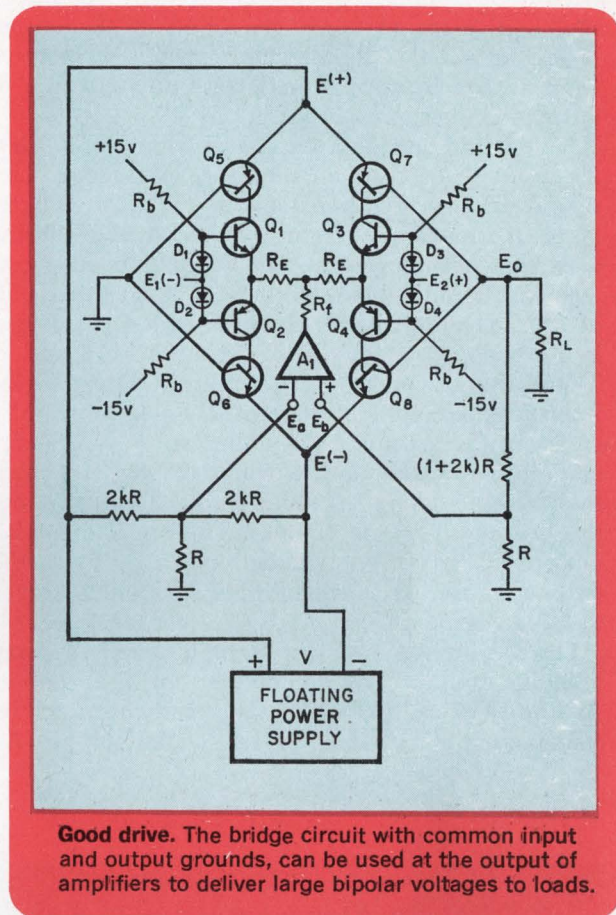 E(+)
+15v
Q5
Q7
+15v
Rb
Q1
Q3
Rb
D1
RE
RE
D3
E1(-)
E2(+)
Eo
D2
Rf
D4
Q2
Q4
RL
Rb
A1
Rb
-15v
- +
-15v
Q6
Ea
Eb
Q8
E(-)
(1+2k)R
2kR
2kR
R
R
+ V -
FLOATING
POWER
SUPPLY
Good drive. The bridge circuit with common input
and output grounds, can be used at the output of
amplifiers to deliver large bipolar voltages to loads.